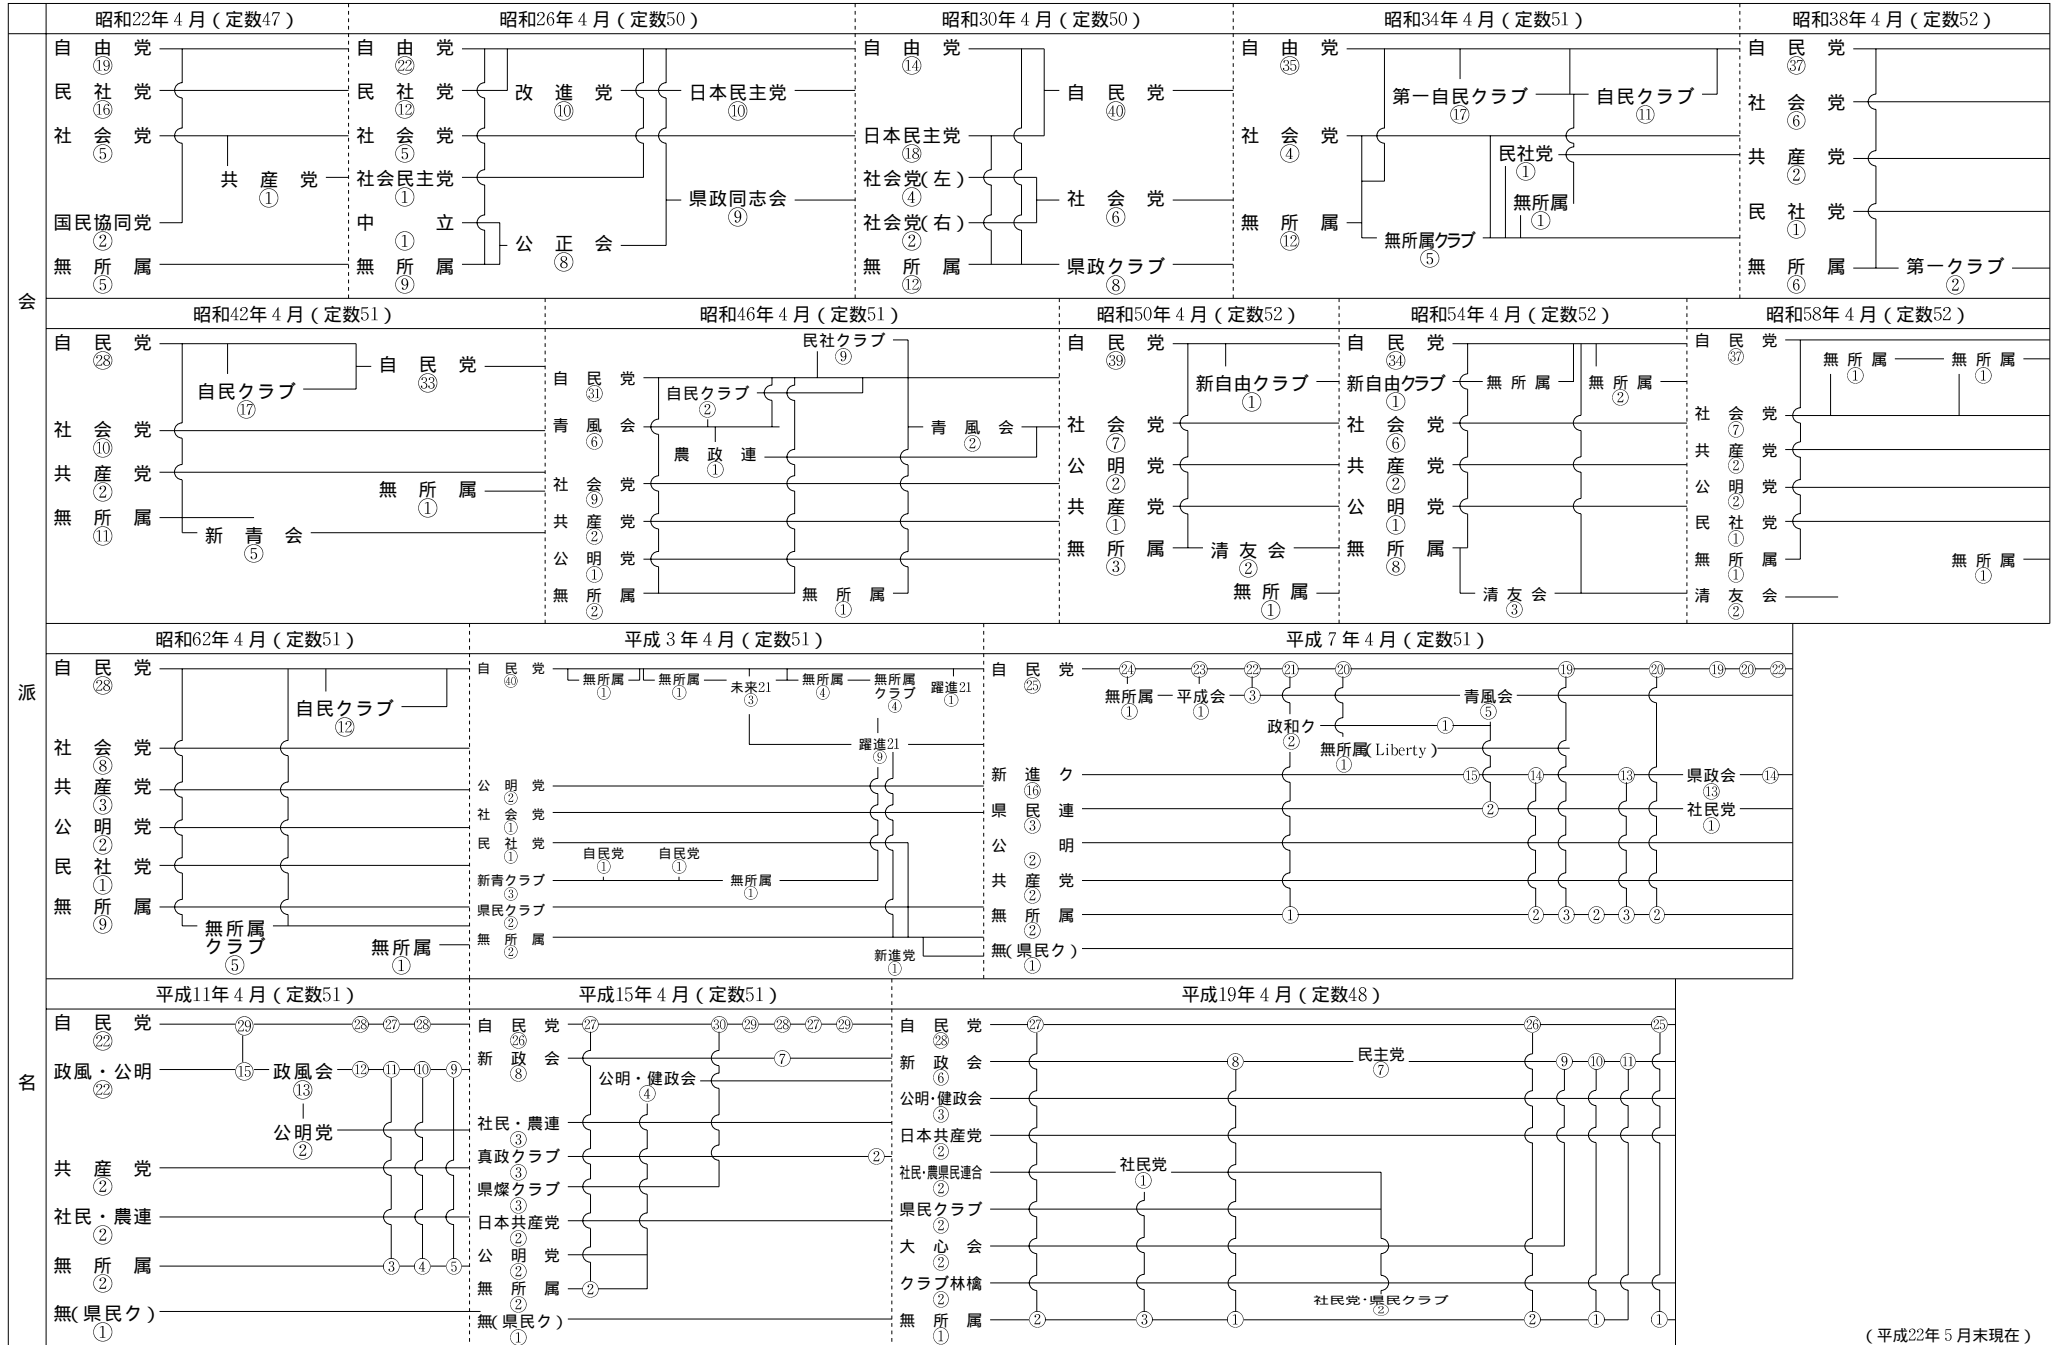 昭和22年4月(定数47)
昭和26年4月(定数50)
昭和30年4月(定数50)
昭和34年4月(定数51)
昭和38年4月(定数52)
会
派
名
自由党
⑲
民社党
⑯
社会党
⑤
共産党
①
国民協同党
②
無所属
⑤
自由党
㉒
民社党
⑫
社会党
⑤
社会民主党
①
中立
①
無所属
⑨
改進党
⑩
公正会
⑧
日本民主党
⑩
県政同志会
⑨
自由党
⑭
日本民主党
⑱
社会党(左)
④
社会党(右)
②
無所属
⑫
自民党
㊵
社会党
⑥
県政クラブ
⑧
自由党
㉟
社会党
④
無所属
⑫
第一自民クラブ
⑰
自民クラブ
⑪
民社党
①
無所属
①
無所属クラブ
⑤
自民党
㊲
社会党
⑥
共産党
②
民社党
①
無所属
⑥
第一クラブ
②
昭和42年4月(定数51)
昭和46年4月(定数51)
昭和50年4月(定数52)
昭和54年4月(定数52)
昭和58年4月(定数52)
自民党
㉘
社会党
⑩
共産党
②
無所属
⑪
自民クラブ
⑰
新青会
⑤
自民党
㉝
無所属
①
自民党
㉛
青風会
⑥
社会党
⑨
共産党
②
公明党
①
無所属
②
自民クラブ
②
農政連
①
民社クラブ
⑨
無所属
①
青風会
②
自民党
㊴
社会党
⑦
公明党
②
共産党
①
無所属
③
新自由クラブ
①
清友会
②
無所属
①
自民党
㉞
新自由クラブ
①
社会党
⑥
共産党
②
公明党
①
無所属
⑧
無所属
無所属
②
清友会
③
自民党
㊲
社会党
⑦
共産党
②
公明党
②
民社党
①
無所属
①
清友会
②
無所属
①
無所属
①
無所属
①
昭和62年4月(定数51)
平成3年4月(定数51)
平成7年4月(定数51)
自民党
㉘
社会党
⑧
共産党
③
公明党
②
民社党
①
無所属
⑨
自民クラブ
⑫
無所属
クラブ
⑤
無所属
①
自民党
㊵
無所属
①
無所属
①
未来21
③
無所属
④
無所属
クラブ
④
躍進21
①
躍進21
⑨
公明党
②
社会党
①
民社党
①
新青クラブ
③
自民党
①
自民党
①
無所属
①
県民クラブ
②
無所属
②
新進党
①
自民党
㉕
㉔ ㉓ ㉒ ㉑ ⑳ ⑲ ⑳ ⑲ ⑳ ㉒
無所属
①
平成会
①
③
青風会
⑤
政和ク
②
①
無所属(Liberty)
①
新進ク
⑯
⑮ ⑭ ⑬
県政会
⑬
⑭
県民連
③
②
社民党
①
公明
②
共産党
②
無所属
②
① ② ③ ② ③ ②
無(県民ク)
①
平成11年4月(定数51)
平成15年4月(定数51)
平成19年4月(定数48)
自民党
㉒
㉙ ㉘ ㉗ ㉘
政風・公明
㉒
⑮
政風会
⑬
⑫ ⑪ ⑩ ⑨
公明党
②
共産党
②
社民・農連
②
無所属
②
③ ④ ⑤
無(県民ク)
①
自民党
㉖
㉗ ㉚ ㉙ ㉘ ㉗ ㉙
新政会
⑧
⑦
公明・健政会
④
社民・農連
③
真政クラブ
③
②
県燦クラブ
③
日本共産党
②
公明党
②
無所属
②
②
無(県民ク)
①
自民党
㉘
㉗ ㉖ ㉕
新政会
⑥
⑧
民主党
⑦
⑨ ⑩ ⑪
公明・健政会
③
日本共産党
②
社民・農県民連合
②
社民党
①
県民クラブ
②
大心会
②
クラブ林檎
②
社民党・県民クラブ
②
無所属
①
② ③ ① ② ① ①
(平成22年5月末現在)